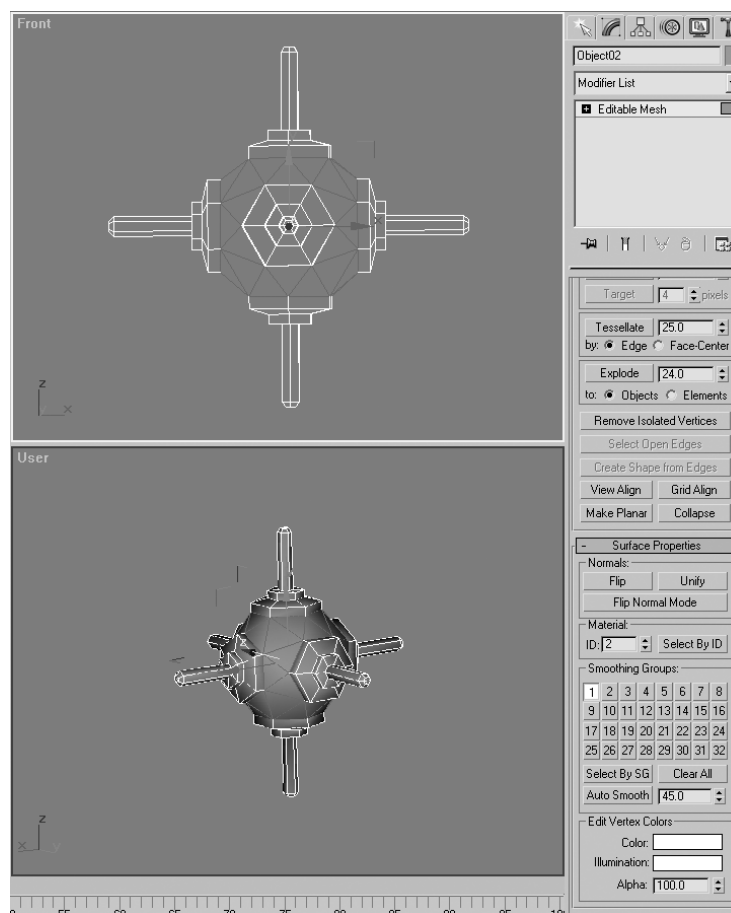 Front
Object02
Modifier List
Editable Mesh
Target 4 pixels
Tessellate 25.0
by: Edge Face-Center
Explode 24.0
to: Objects Elements
Remove Isolated Vertices
Select Open Edges
Create Shape from Edges
View Align Grid Align
Make Planar Collapse
z
x
User
- Surface Properties
Normals:
Flip Unify
Flip Normal Mode
Material:
ID: 2 Select By ID
Smoothing Groups:
1 2 3 4 5 6 7 8
9 10 11 12 13 14 15 16
17 18 19 20 21 22 23 24
25 26 27 28 29 30 31 32
Select By SG Clear All
Auto Smooth 45.0
Edit Vertex Colors
Color:
Illumination:
Alpha: 100.0
z
x y